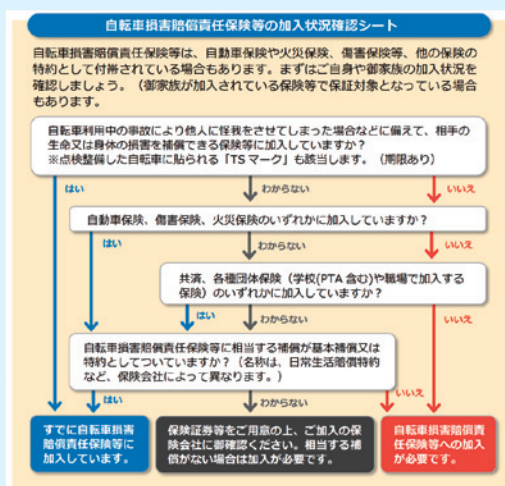 自転車損害賠償責任保険等の加入状況確認シート
自転車損害賠償責任保険等は、自動車保険や火災保険、傷害保険等、他の保険の
特約として付帯されている場合もあります。まずはご自身や御家族の加入状況を
確認しましょう。（御家族が加入されている保険等で保証対象となっている場合
もあります。
自転車利用中の事故により他人に怪我をさせてしまった場合などに備えて、相手の
生命又は身体の損害を補償できる保険等に加入していますか？
※点検整備した自転車に貼られる「TSマーク」も該当します。（期限あり）
はい
わからない
いいえ
自動車保険、傷害保険、火災保険のいずれかに加入していますか？
はい
わからない
いいえ
共済、各種団体保険（学校(PTA 含む)や職場で加入する
保険）のいずれかに加入していますか？
はい
わからない
いいえ
自転車損害賠償責任保険等に相当する補償が基本補償又は
特約としてついていますか？（名称は、日常生活賠償特約
など、保険会社によって異なります。）
はい
わからない
いいえ
すでに自転車損害
賠償責任保険等に
加入しています。
保険証券等をご用意の上、ご加入の保
険会社に御確認ください。相当する補
償がない場合は加入が必要です。
自転車損害賠償責
任保険等への加入
が必要です。